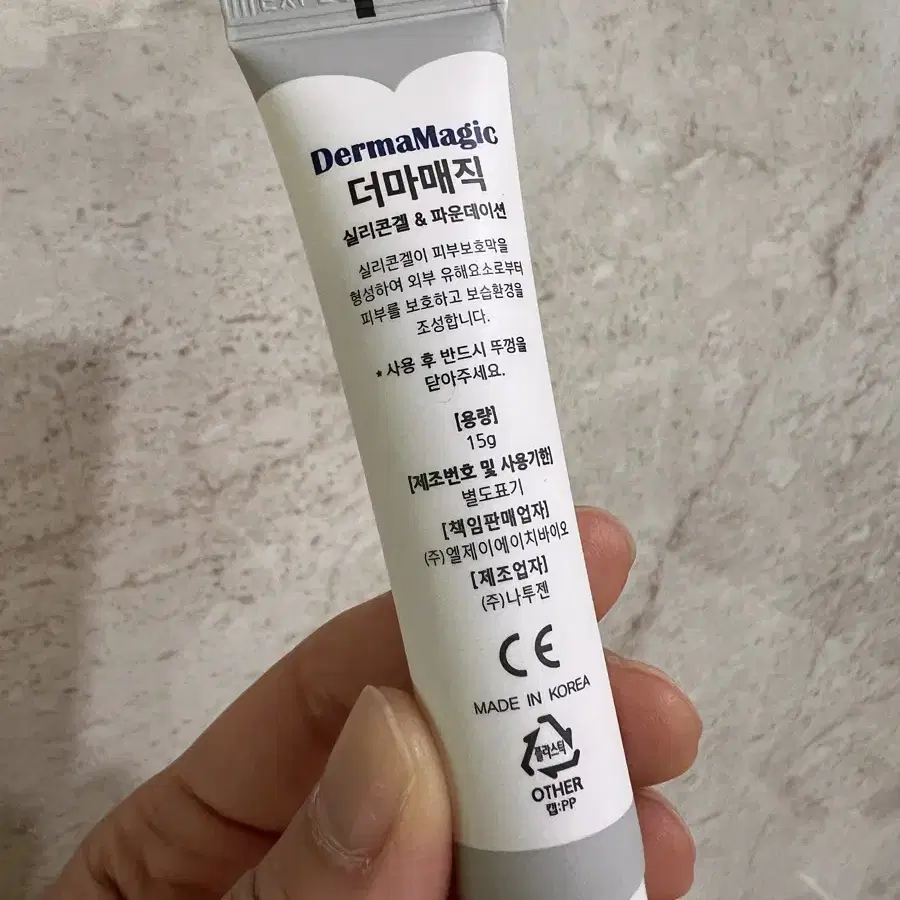 DermaMagic
더마매직
실리콘겔 & 파운데이션
실리콘겔이 피부보호막을
형성하여 외부 유해요소로부터
피부를 보호하고 보습환경을
조성합니다.
* 사용 후 반드시 뚜껑을
닫아주세요.
[용량]
15g
[제조번호 및 사용기한]
별도표기
[책임판매업자]
(주)엘제이에이치바이오
[제조업자]
(주)나투젠
CE
MADE IN KOREA
플라스틱
OTHER
캡:PP